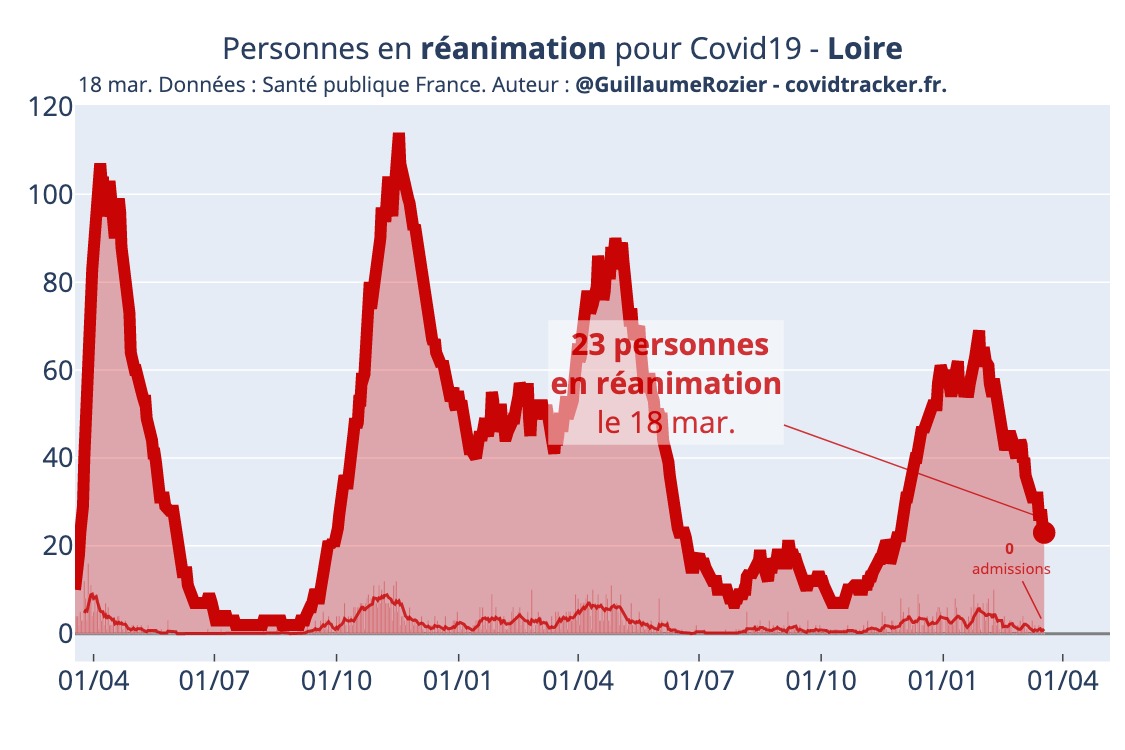 Personnes en réanimation pour Covid19 - Loire
18 mar. Données : Santé publique France. Auteur : @GuillaumeRozier - covidtracker.fr.
120
100
80
60
40
20
0
23 personnes
en réanimation
le 18 mar.
0
admissions
01/04
01/07
01/10
01/01
01/04
01/07
01/10
01/01
01/04